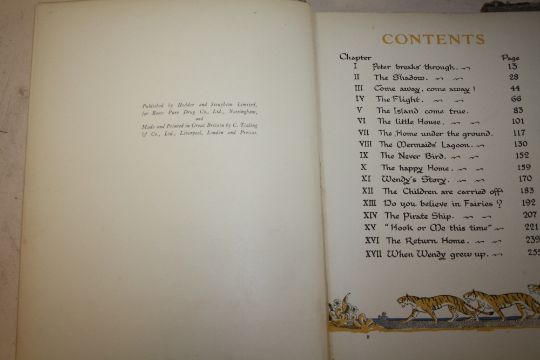 Published by Hodder and Stoughton Limited,
for Boots Pure Drug Co., Ltd., Nottingham,
and
Made and Printed in Great Britain by C. Tinling
& Co., Ltd., Liverpool, London and Prescot.
CONTENTS
Chapter Page
I Peter breaks through. 13
II The Shadow. 28
III Come away, come away! 44
IV The Flight. 66
V The Island come true. 83
VI The Little House. 101
VII The Home under the ground. 117
VIII The Mermaids' Lagoon. 130
IX The Never Bird. 152
X The happy Home. 159
XI Wendy's Story. 170
XII The Children are carried off 183
XIII Do you believe in Fairies? 192
XIV The Pirate Ship. 207
XV "Hook or Me this time" 221
XVI The Return Home. 239
XVII When Wendy grew up. 255